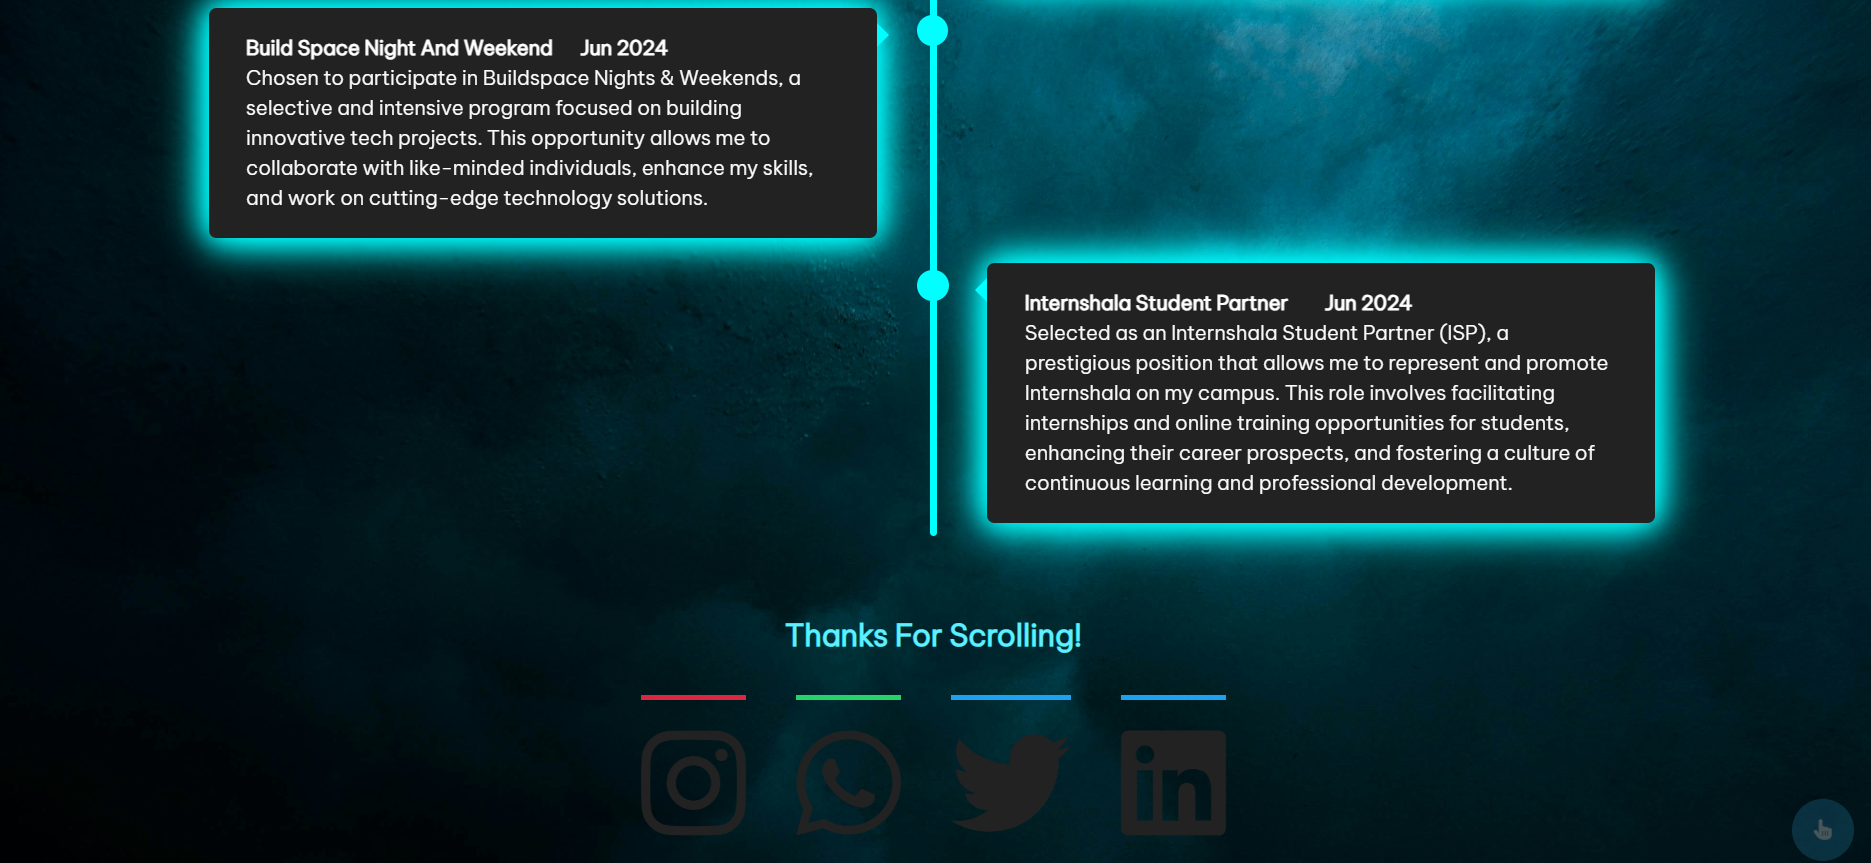 Build Space Night And Weekend Jun 2024
Chosen to participate in Buildspace Nights & Weekends, a
selective and intensive program focused on building
innovative tech projects. This opportunity allows me to
collaborate with like-minded individuals, enhance my skills,
and work on cutting-edge technology solutions.
Internshala Student Partner Jun 2024
Selected as an Internshala Student Partner (ISP), a
prestigious position that allows me to represent and promote
Internshala on my campus. This role involves facilitating
internships and online training opportunities for students,
enhancing their career prospects, and fostering a culture of
continuous learning and professional development.
Thanks For Scrolling!
in